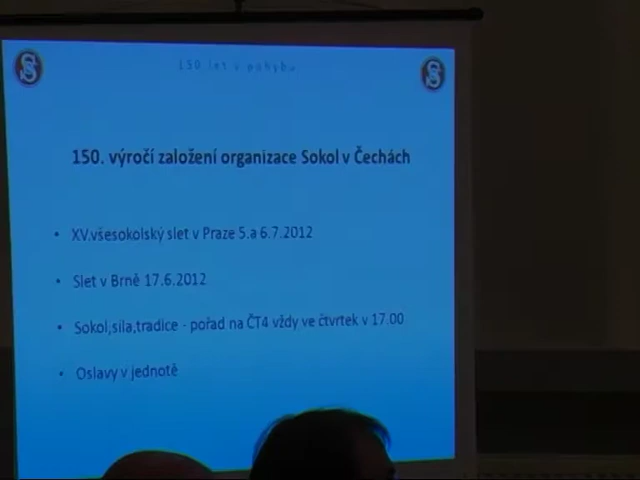 150 let v pohybu
150. výročí založení organizace Sokol v Čechách
• XV.všesokolský slet v Praze 5.a 6.7.2012
• Slet v Brně 17.6.2012
• Sokol,síla,tradice - pořad na ČT4 vždy ve čtvrtek v 17.00
• Oslavy v jednotě